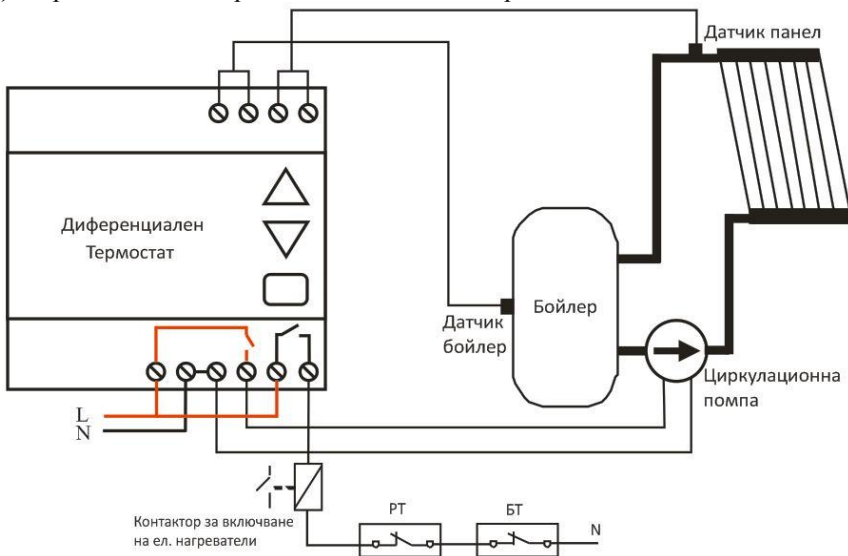 Датчик панел
Диференциален
Термостат
Бойлер
Датчик
бойлер
Циркулационна
помпа
L
N
Контактор за включване
на ел. нагреватели
РТ
БТ
N